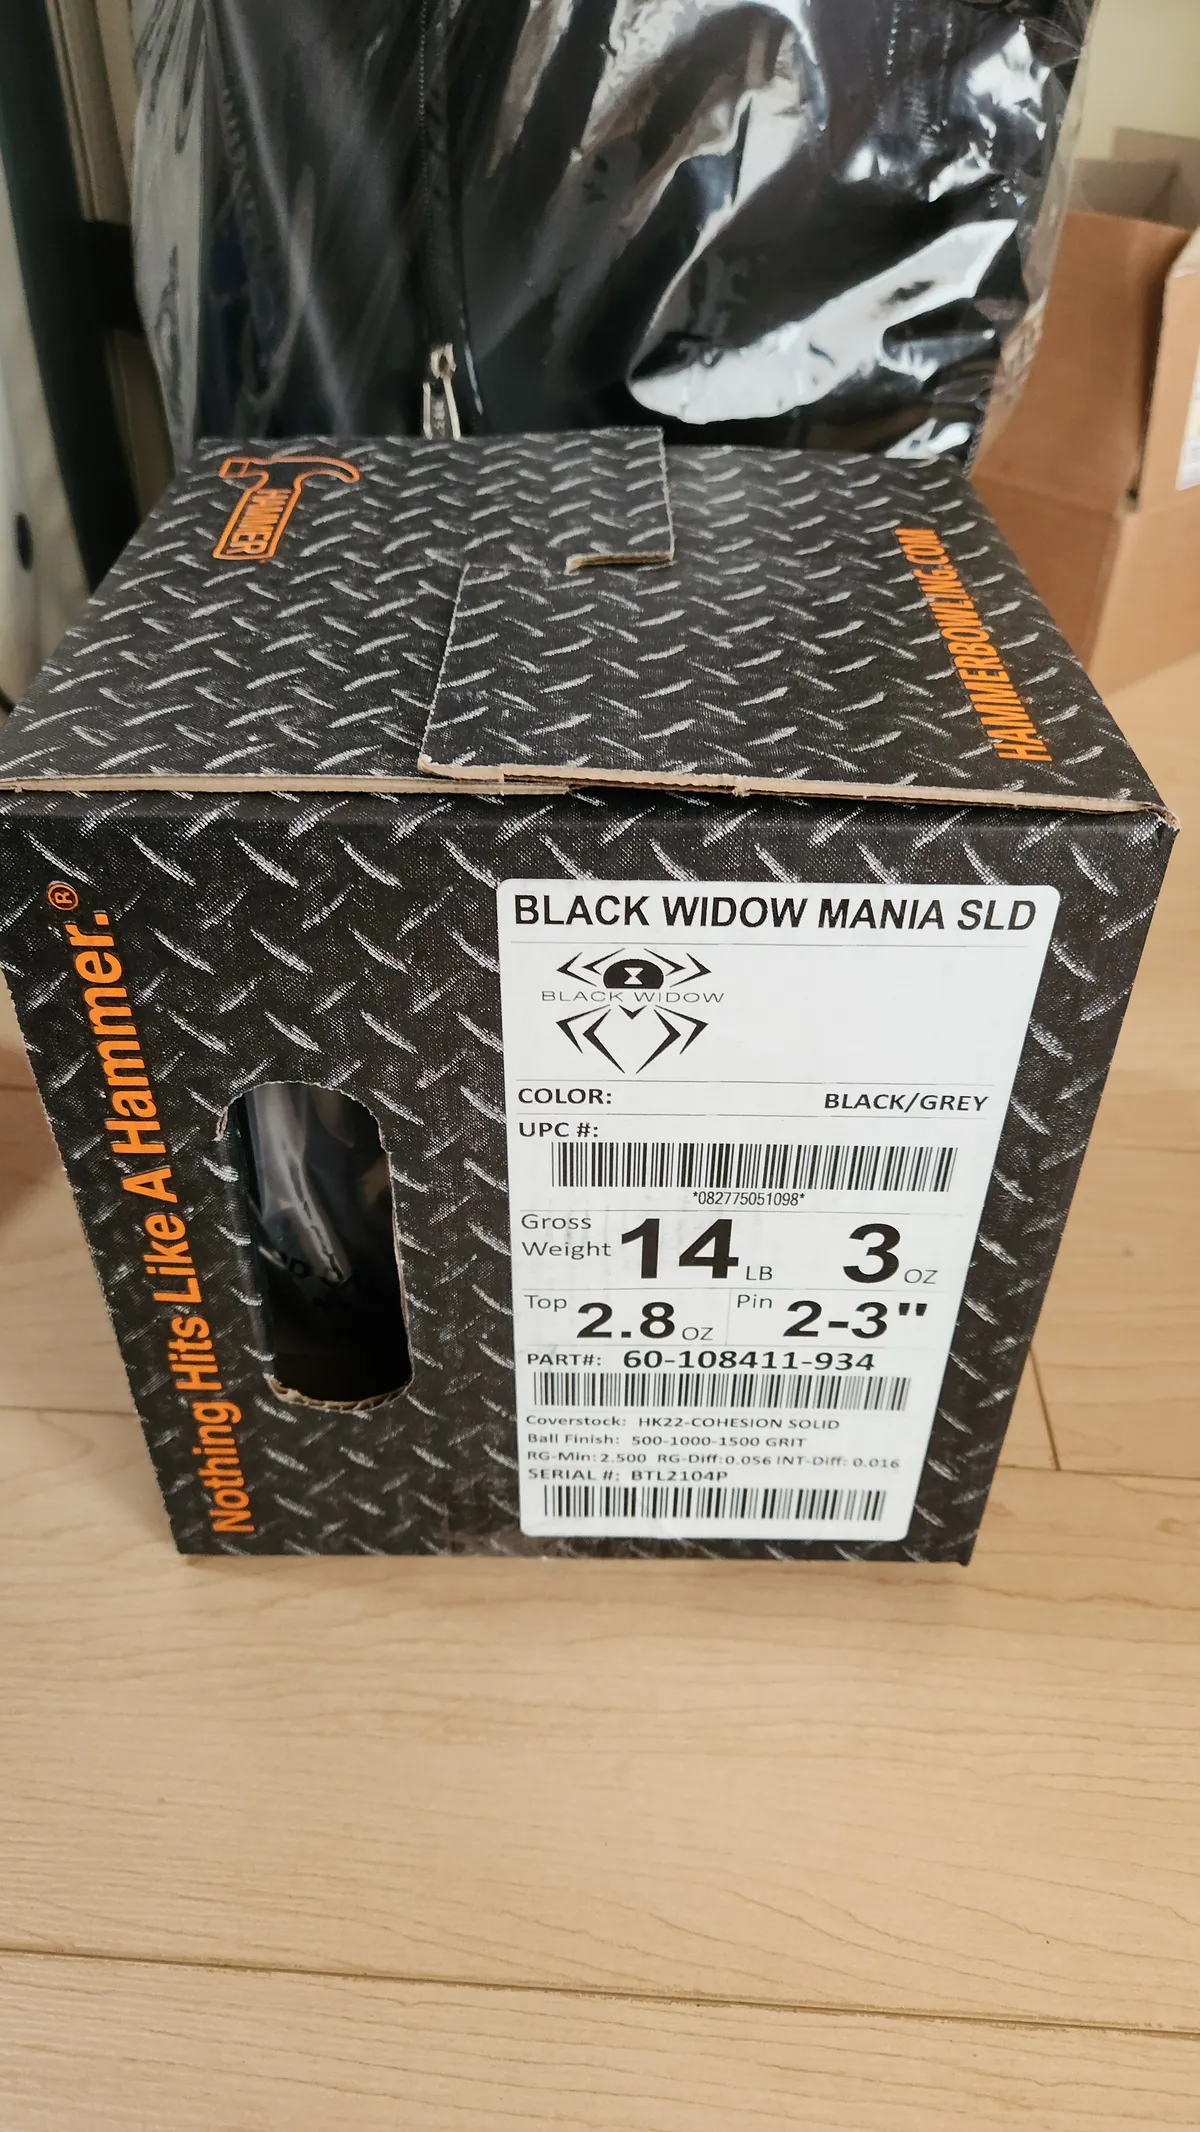 HAMMER
HAMMERBOWLING.COM
Nothing Hits Like A Hammer.®
BLACK WIDOW MANIA SLD
BLACK WIDOW
COLOR: BLACK/GREY
UPC #:
*082775051098*
Gross Weight 14 LB 3 OZ
Top 2.8 OZ Pin 2-3"
PART#: 60-108411-934
Coverstock: HK22-COHESION SOLID
Ball Finish: 500-1000-1500 GRIT
RG-Min: 2.500 RG-Diff:0.056 INT-Diff: 0.016
SERIAL #: BTL2104P